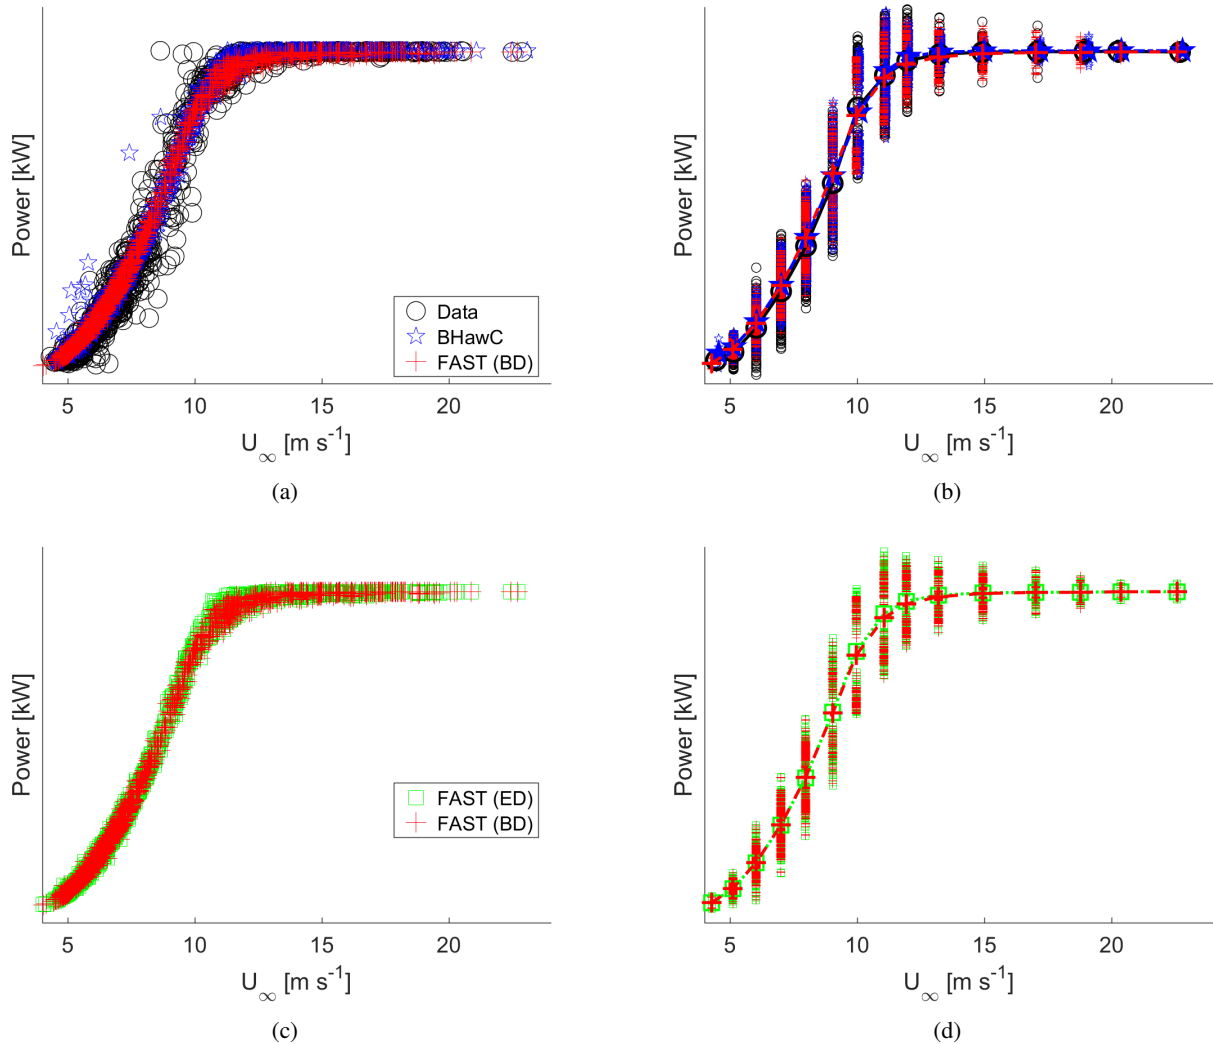 Power [kW]
Data
BHawC
FAST (BD)
5 10 15 20
U∞ [m s-1]
(a)
Power [kW]
5 10 15 20
U∞ [m s-1]
(b)
Power [kW]
FAST (ED)
FAST (BD)
5 10 15 20
U∞ [m s-1]
(c)
Power [kW]
5 10 15 20
U∞ [m s-1]
(d)